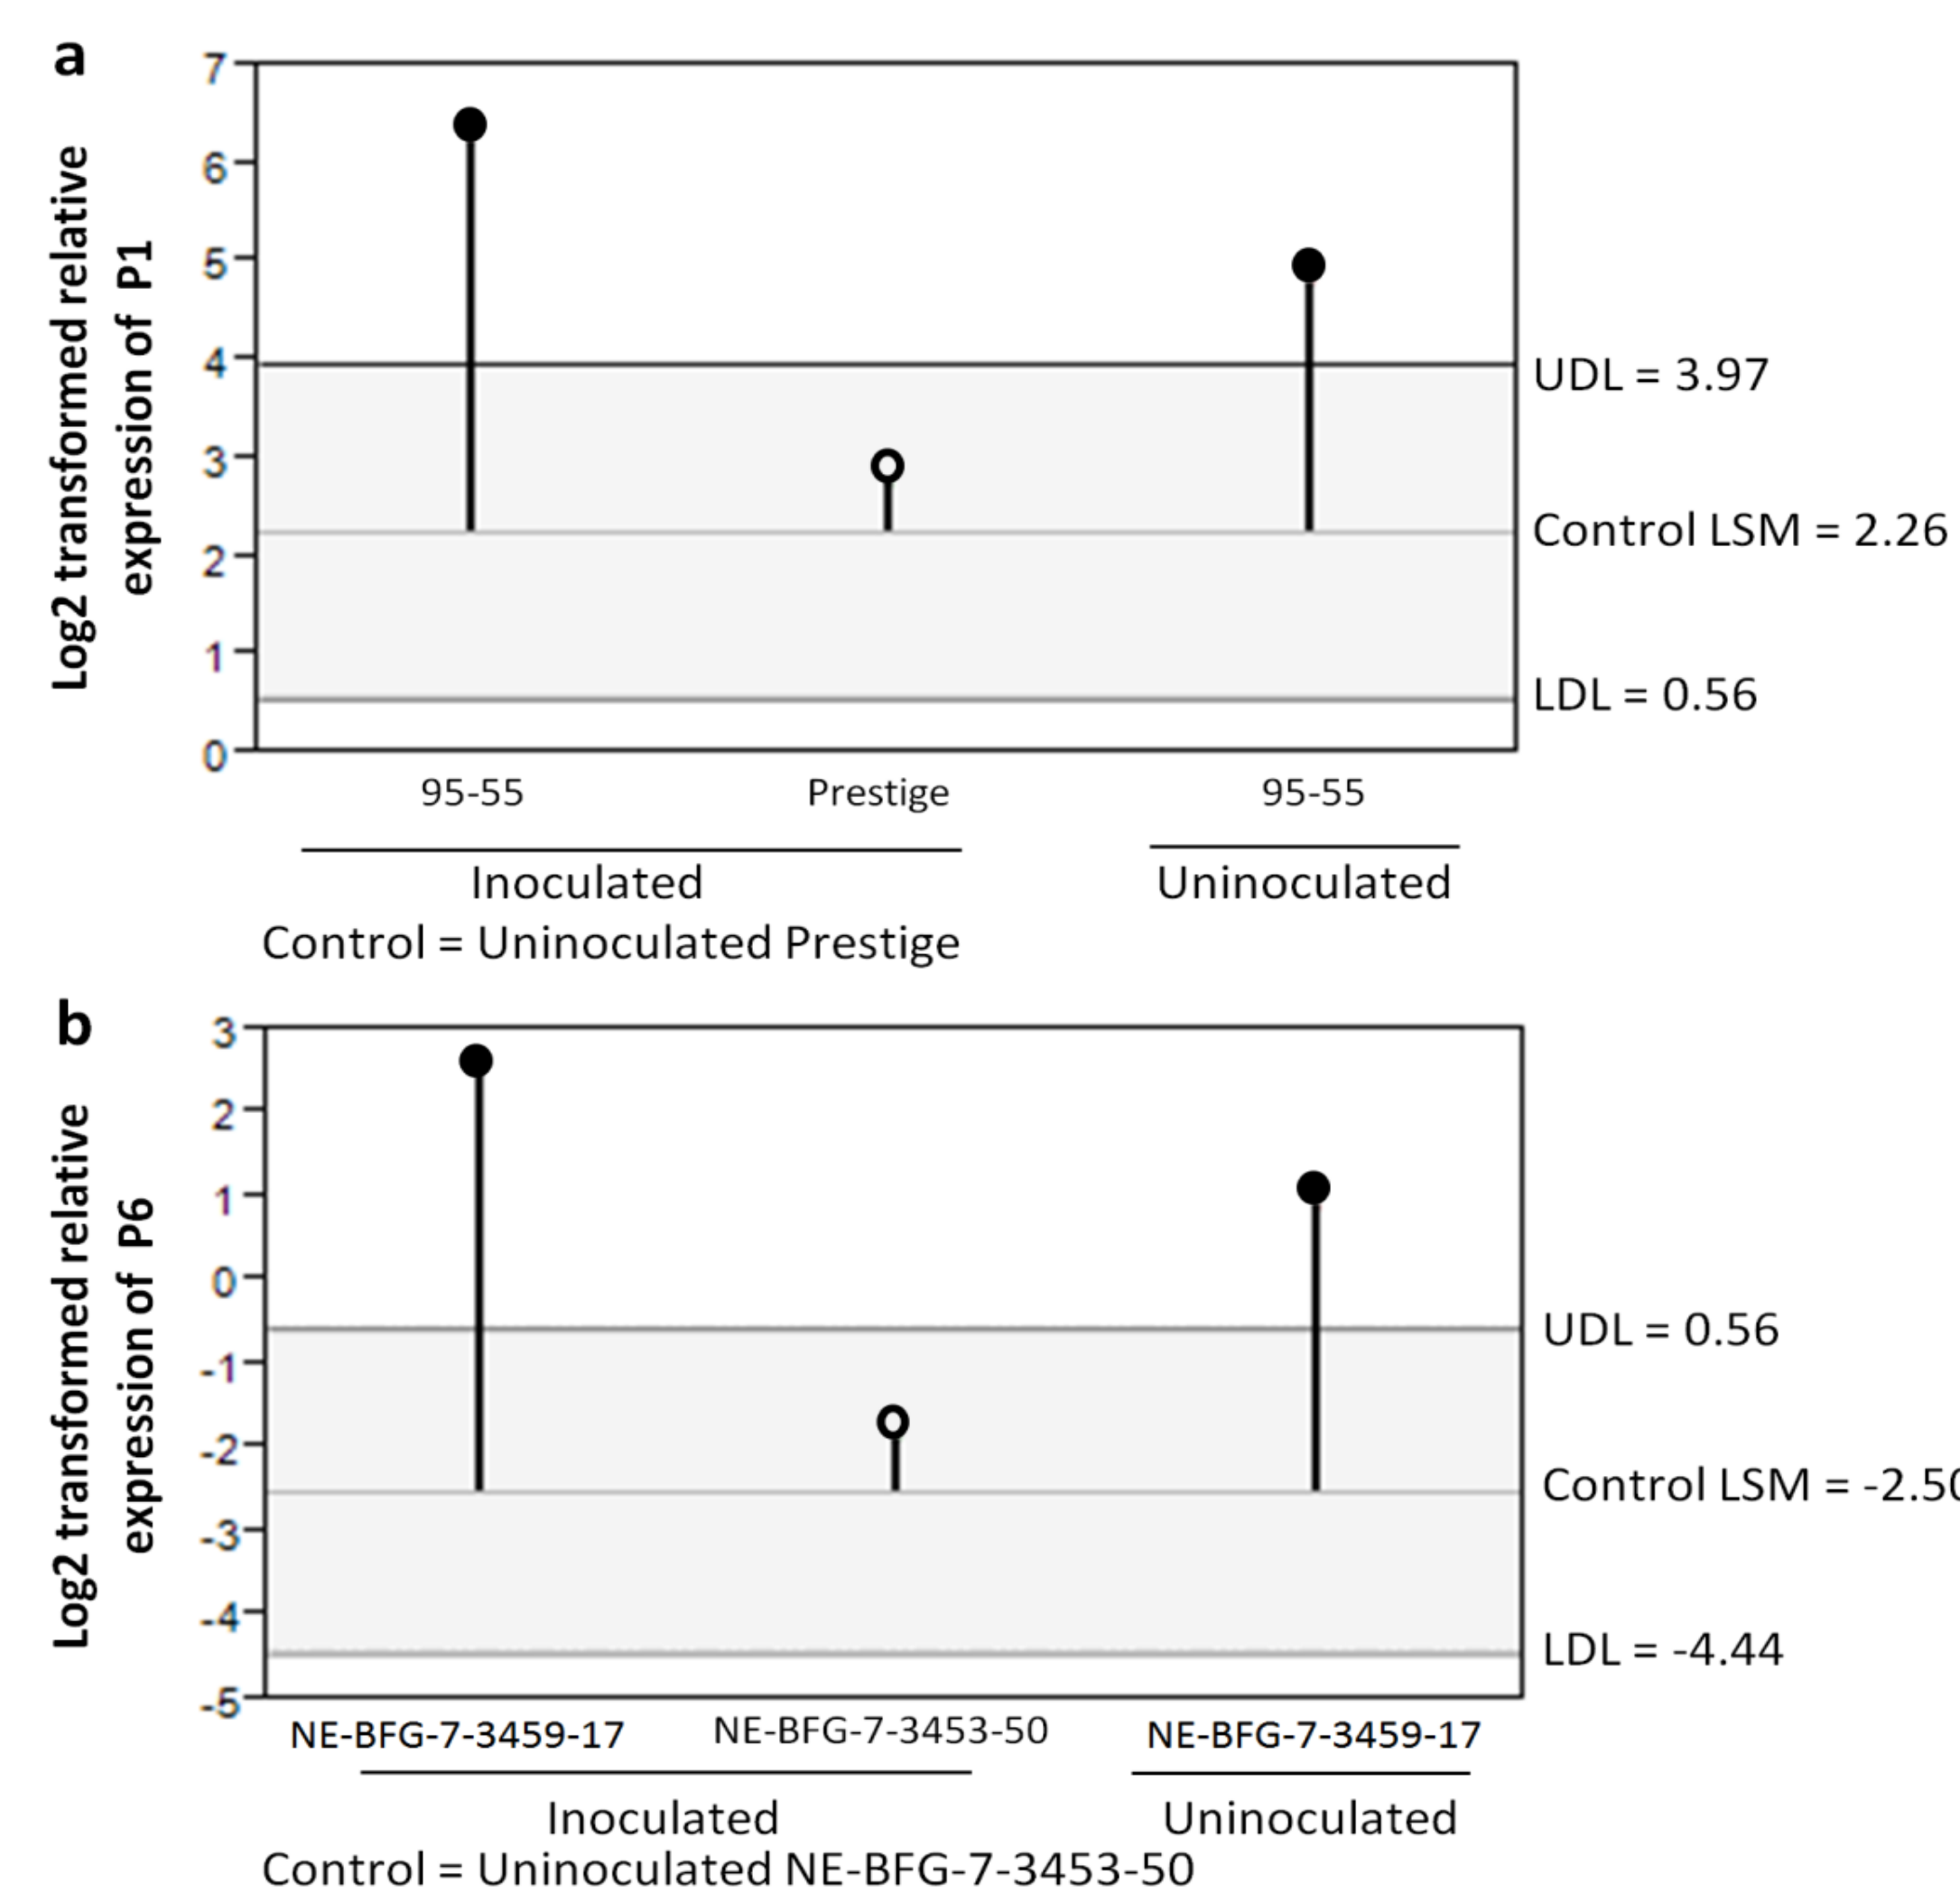 a
Log2 transformed relative
expression of P1
7
6
5
4
3
2
1
0
UDL = 3.97
Control LSM = 2.26
LDL = 0.56
95-55
Prestige
95-55
Inoculated
Uninoculated
Control = Uninoculated Prestige
b
Log2 transformed relative
expression of P6
3
2
1
0
-1
-2
-3
-4
-5
UDL = 0.56
Control LSM = -2.50
LDL = -4.44
NE-BFG-7-3459-17
NE-BFG-7-3453-50
NE-BFG-7-3459-17
Inoculated
Uninoculated
Control = Uninoculated NE-BFG-7-3453-50